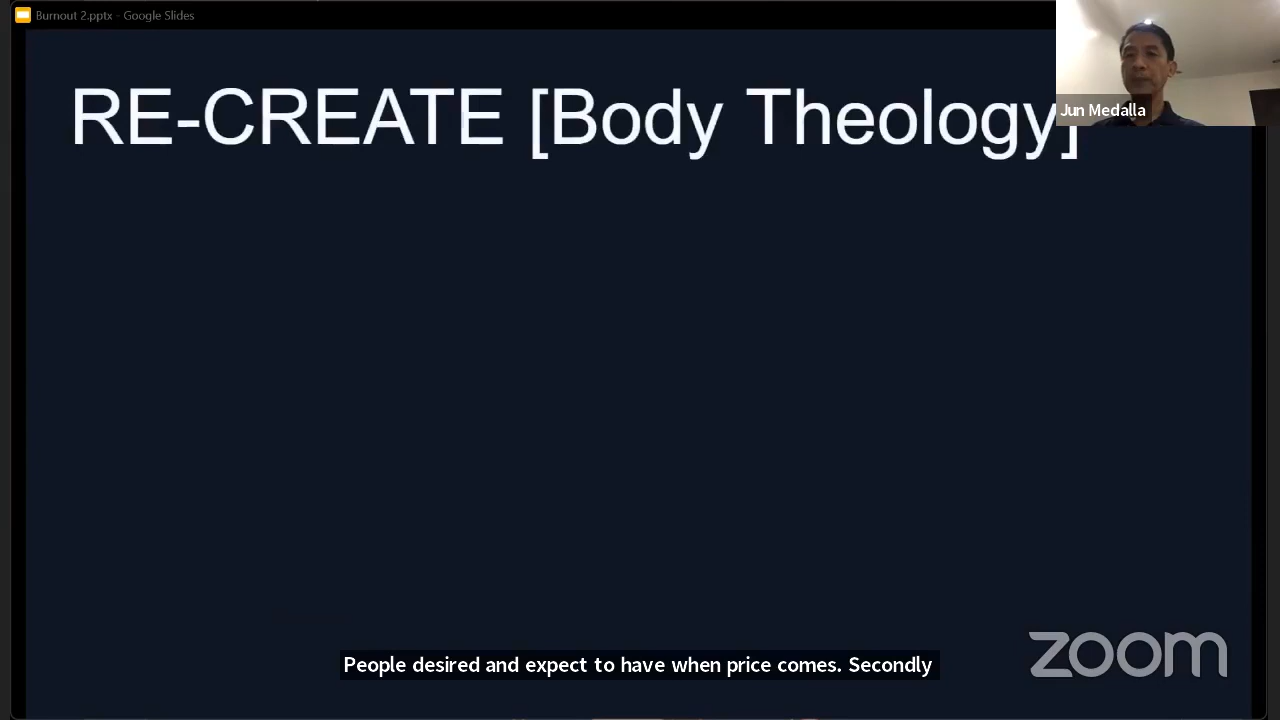 Burnout 2.pptx - Google Slides
RE-CREATE [Body Theology]
Jun Medalla
People desired and expect to have when price comes. Secondly
zoom